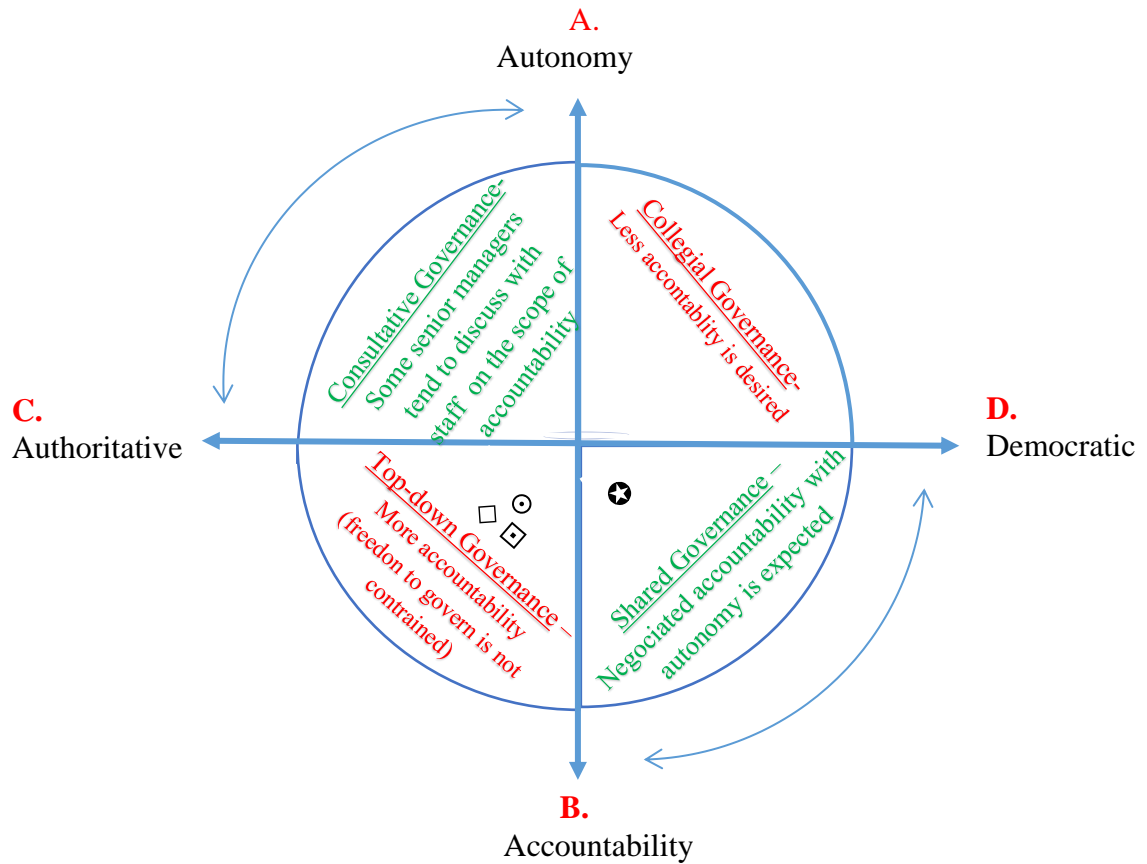 A.
Autonomy
Consultative Governance-
Some senior managers
tend to discuss with
staff on the scope of
accountability
Collegial Governance-
Less accontablity is desired
C.
Authoritative
D.
Democratic
Top-down Governance –
More accountability
(freedon to govern is not
contrained)
Shared Governance –
Negociated accountability with
autonomy is expected
B.
Accountability